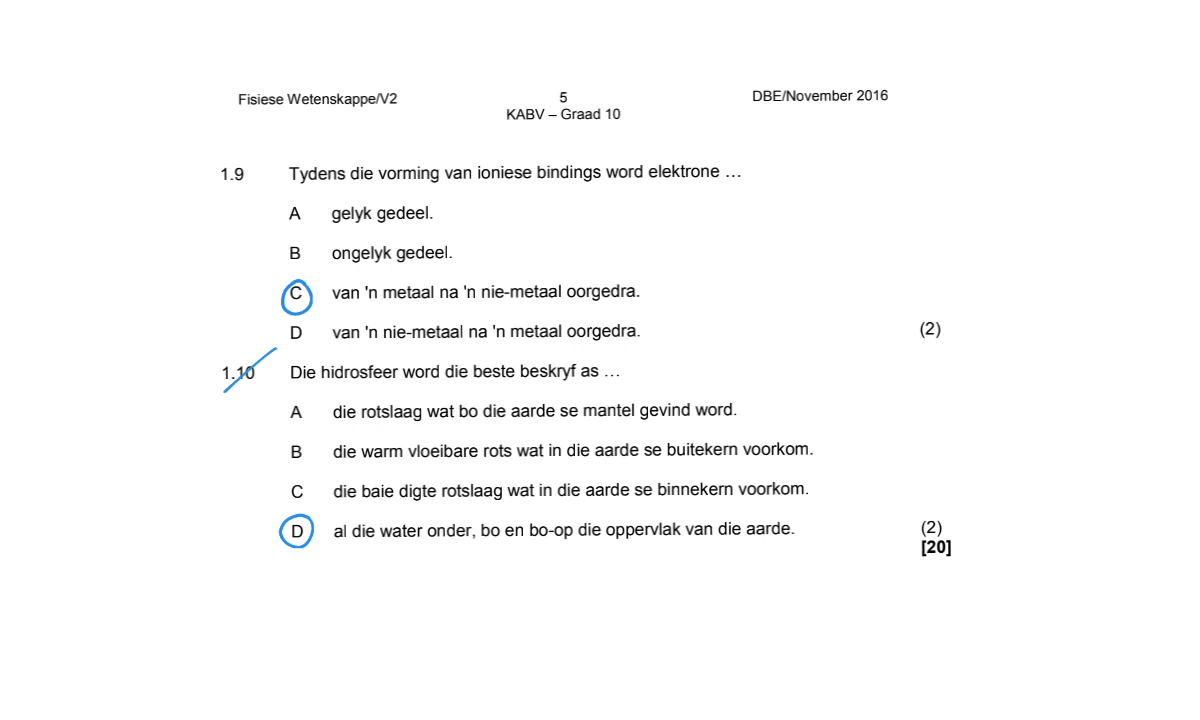 Fisiese Wetenskappe/V2 5 DBE/November 2016
KABV – Graad 10
1.9 Tydens die vorming van ioniese bindings word elektrone …
A gelyk gedeel.
B ongelyk gedeel.
C van 'n metaal na 'n nie-metaal oorgedra.
D van 'n nie-metaal na 'n metaal oorgedra. (2)
1.10 Die hidrosfeer word die beste beskryf as …
A die rotslaag wat bo die aarde se mantel gevind word.
B die warm vloeibare rots wat in die aarde se buitekern voorkom.
C die baie digte rotslaag wat in die aarde se binnekern voorkom.
D al die water onder, bo en bo-op die oppervlak van die aarde. (2)
[20]